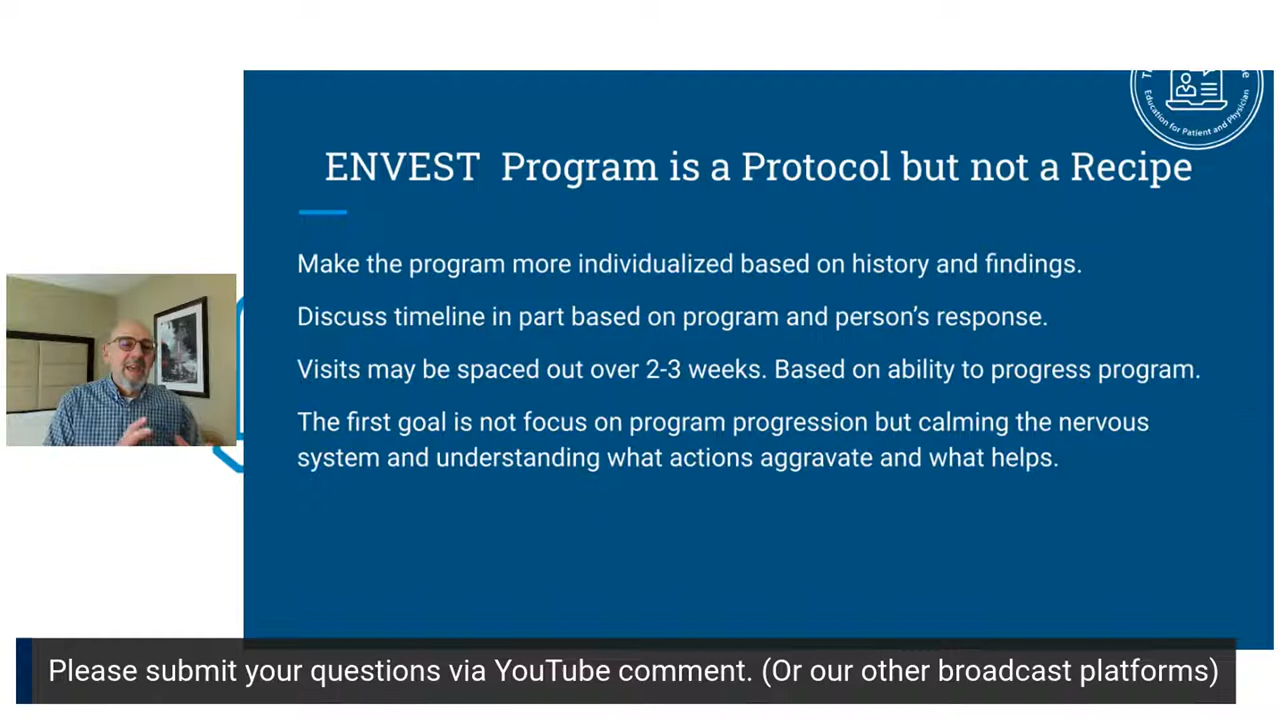 Education for Patient and Physician
ENVEST Program is a Protocol but not a Recipe
Make the program more individualized based on history and findings.
Discuss timeline in part based on program and person's response.
Visits may be spaced out over 2-3 weeks. Based on ability to progress program.
The first goal is not focus on program progression but calming the nervous
system and understanding what actions aggravate and what helps.
Please submit your questions via YouTube comment. (Or our other broadcast platforms)